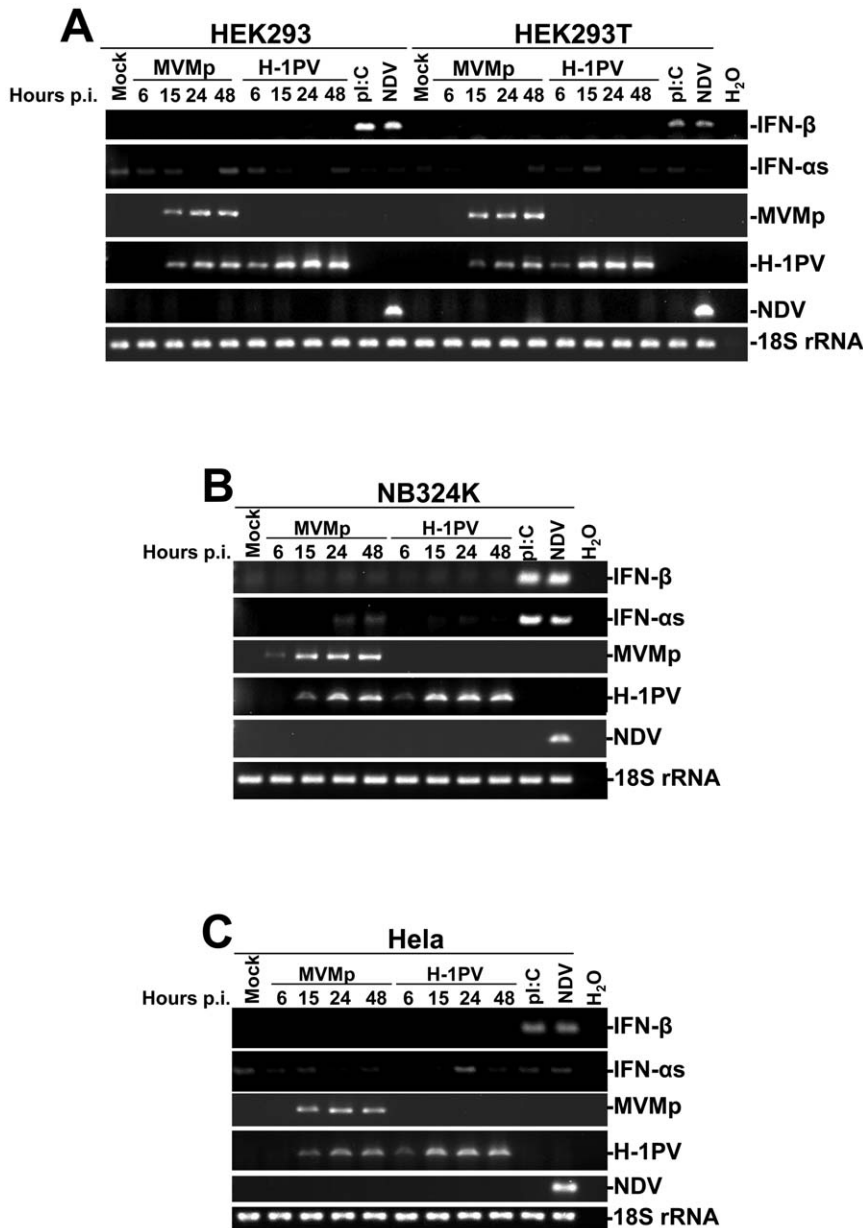 A
HEK293 HEK293T
Mock MVMp H-1PV pI:C NDV Mock MVMp H-1PV pI:C NDV H₂O
Hours p.i. 6 15 24 48 6 15 24 48 6 15 24 48 6 15 24 48
-IFN-β
-IFN-αs
-MVMp
-H-1PV
-NDV
-18S rRNA
B
NB324K
Mock MVMp H-1PV pI:C NDV H₂O
Hours p.i. 6 15 24 48 6 15 24 48
-IFN-β
-IFN-αs
-MVMp
-H-1PV
-NDV
-18S rRNA
C
Hela
Mock MVMp H-1PV pI:C NDV H₂O
Hours p.i. 6 15 24 48 6 15 24 48
-IFN-β
-IFN-αs
-MVMp
-H-1PV
-NDV
-18S rRNA